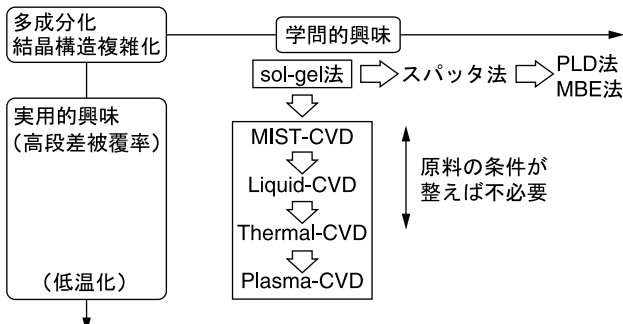 多成分化
結晶構造複雑化
学問的興味
sol-gel法
スパッタ法
PLD法
MBE法
実用的興味
(高段差被覆率)
(低温化)
MIST-CVD
Liquid-CVD
Thermal-CVD
Plasma-CVD
原料の条件が
整えば不必要